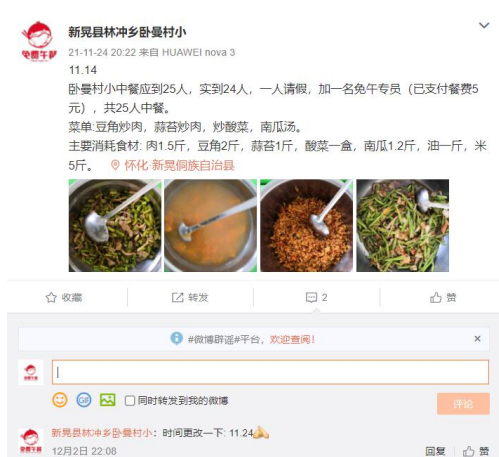 新晃县林冲乡卧曼村小
21-11-24 20:22 来自 HUAWEI nova 3
11.14
卧曼村小中餐应到25人，实到24人，一人请假，加一名免午专员（已支付餐费5
元），共25人中餐。
菜单:豆角炒肉，蒜苔炒肉，炒酸菜，南瓜汤。
主要消耗食材: 肉1.5斤，豆角2斤，蒜苔1斤，酸菜一盒，南瓜1.2斤，油一斤，米
5斤。 怀化·新晃侗族自治县
收藏 转发 2 赞
#微博辟谣#平台，欢迎查阅！ ×
GIF 同时转发到我的微博 评论
新晃县林冲乡卧曼村小：时间更改一下: 11.24
12月2日 22:08 回复 赞